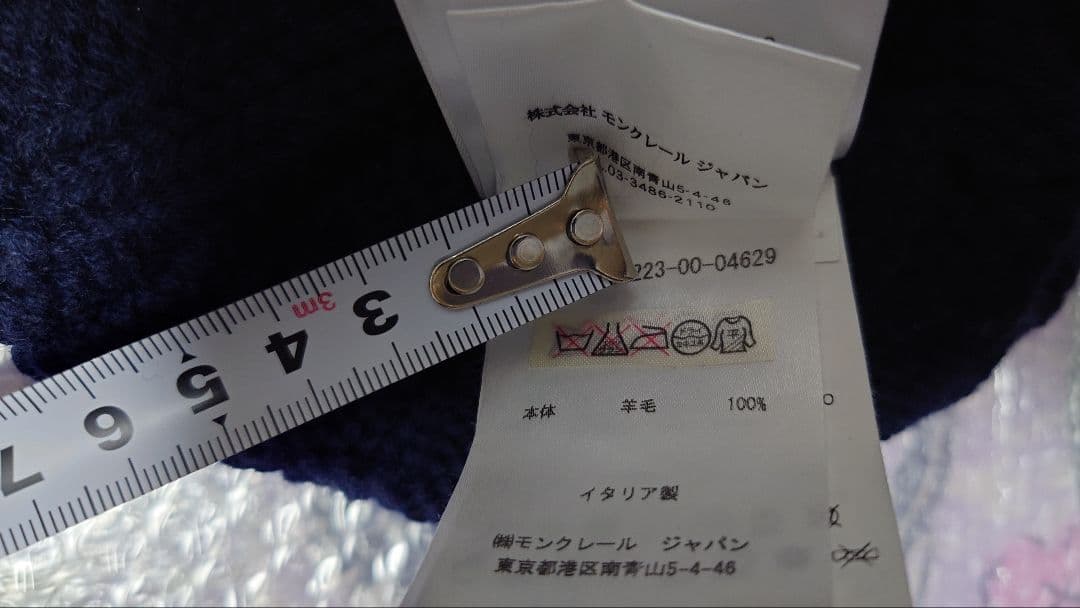 株式会社 モンクレール ジャパン
東京都港区南青山5-4-46
.03-3486-2110
223-00-04629
本体 羊毛 100%
イタリア製
㈱モンクレール ジャパン
東京都港区南青山5-4-46
3m
3
4
5
6
7